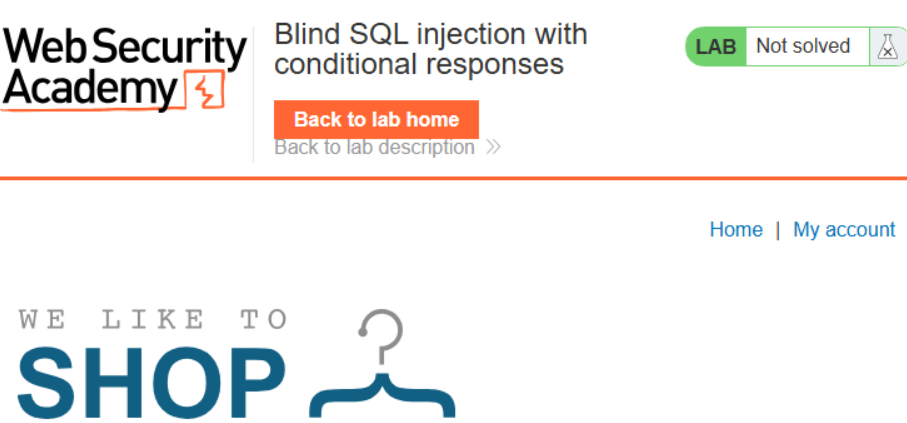 Web Security
Academy
Blind SQL injection with
conditional responses
LAB Not solved
Back to lab home
Back to lab description
Home | My account
WE LIKE TO
SHOP